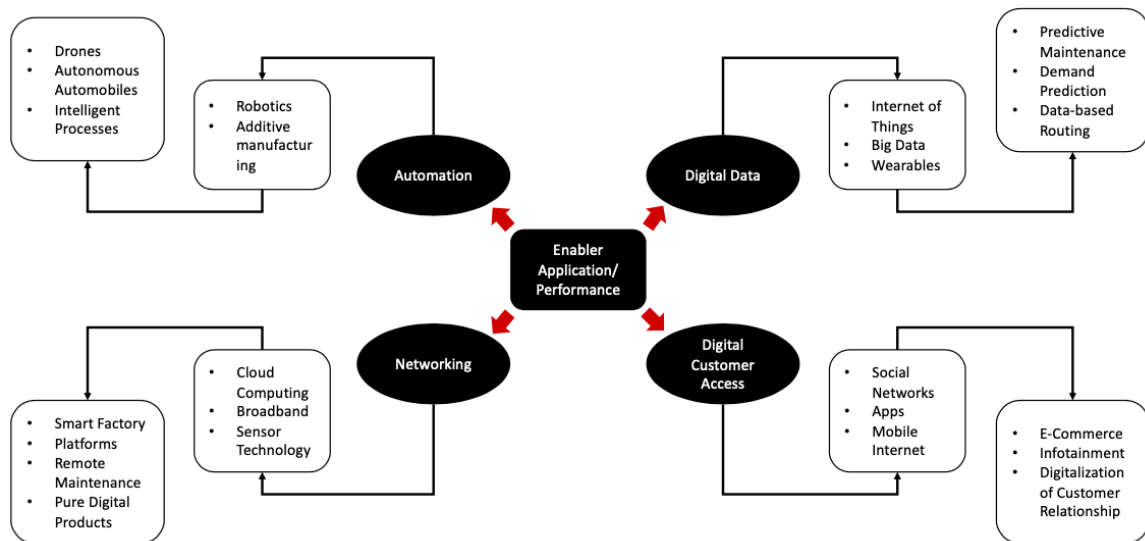 • Drones
• Autonomous
Automobiles
• Intelligent
Processes
• Robotics
• Additive
manufactur
ing
Automation
Digital Data
• Internet of
Things
• Big Data
• Wearables
• Predictive
Maintenance
• Demand
Prediction
• Data-based
Routing
Enabler
Application/
Performance
• Smart Factory
• Platforms
• Remote
Maintenance
• Pure Digital
Products
• Cloud
Computing
• Broadband
• Sensor
Technology
Networking
Digital
Customer
Access
• Social
Networks
• Apps
• Mobile
Internet
• E-Commerce
• Infotainment
• Digitalization
of Customer
Relationship